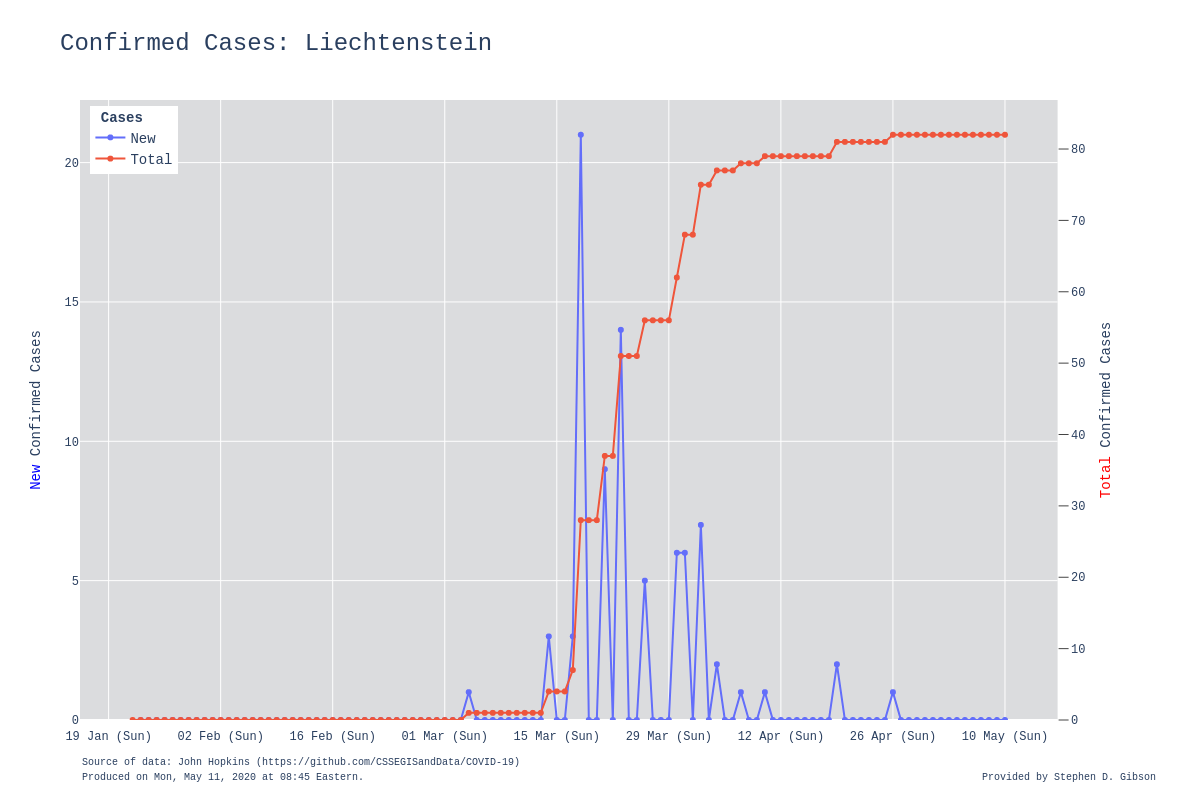 Confirmed Cases: Liechtenstein
Cases
New
Total
20
15
10
5
0
New Confirmed Cases
80
70
60
50
40
30
20
10
0
Total Confirmed Cases
19 Jan (Sun) 02 Feb (Sun) 16 Feb (Sun) 01 Mar (Sun) 15 Mar (Sun) 29 Mar (Sun) 12 Apr (Sun) 26 Apr (Sun) 10 May (Sun)
Source of data: John Hopkins (https://github.com/CSSEGISandData/COVID-19)
Produced on Mon, May 11, 2020 at 08:45 Eastern.
Provided by Stephen D. Gibson